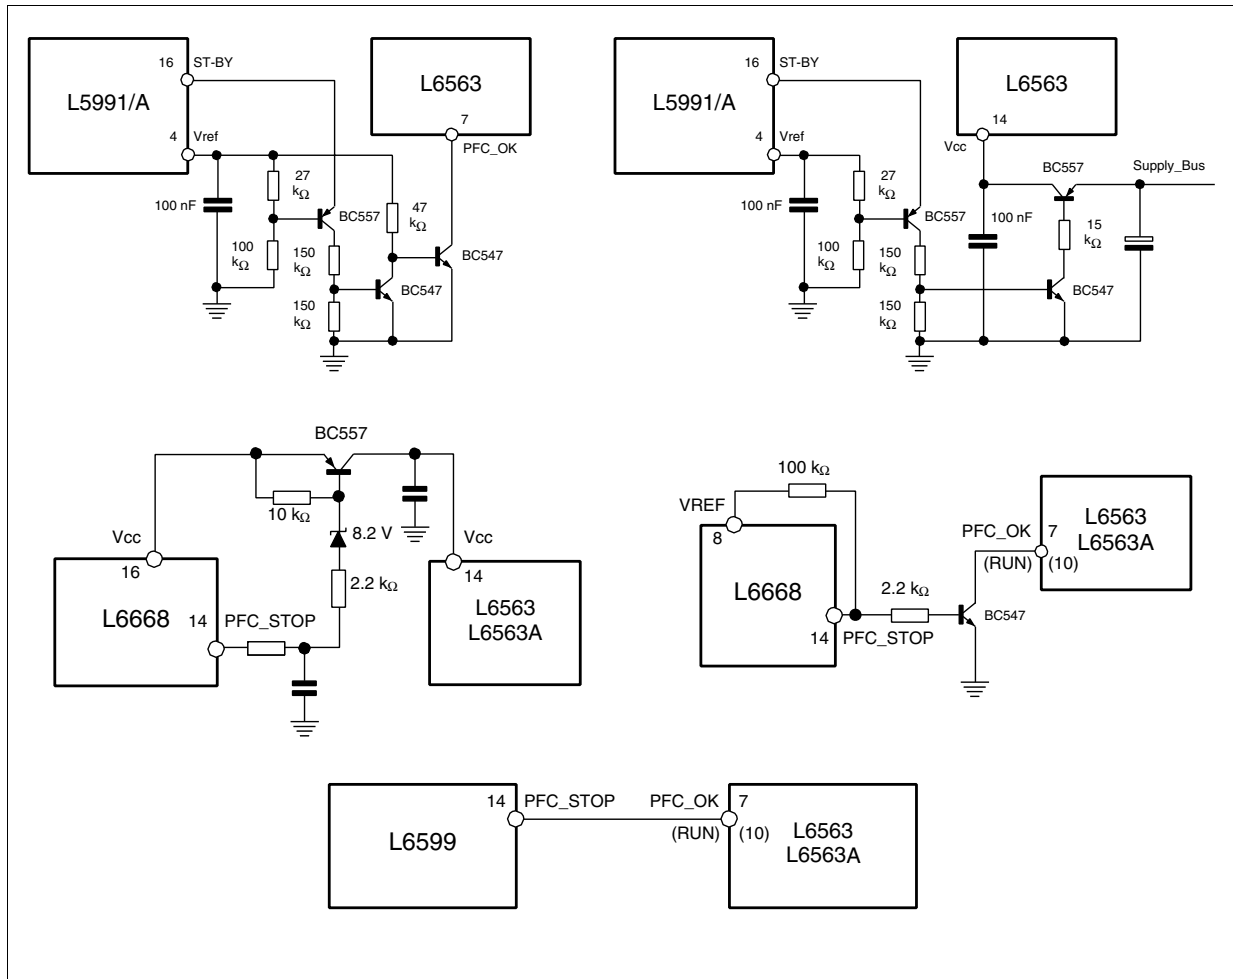 L5991/A
16
ST-BY
4
Vref
L6563
7
PFC_OK
100 nF
27
kΩ
100
kΩ
BC557
150
kΩ
150
kΩ
47
kΩ
BC547
BC547
L5991/A
16
ST-BY
4
Vref
L6563
14
Vcc
BC557
Supply_Bus
100 nF
27
kΩ
100
kΩ
BC557
150
kΩ
150
kΩ
100 nF
15
kΩ
BC547
BC557
10 kΩ
8.2 V
2.2 kΩ
Vcc
16
L6668
14
PFC_STOP
Vcc
14
L6563
L6563A
100 kΩ
VREF
8
L6668
14
PFC_STOP
2.2 kΩ
BC547
PFC_OK
(RUN)
7
(10)
L6563
L6563A
L6599
14
PFC_STOP
PFC_OK
(RUN)
7
(10)
L6563
L6563A